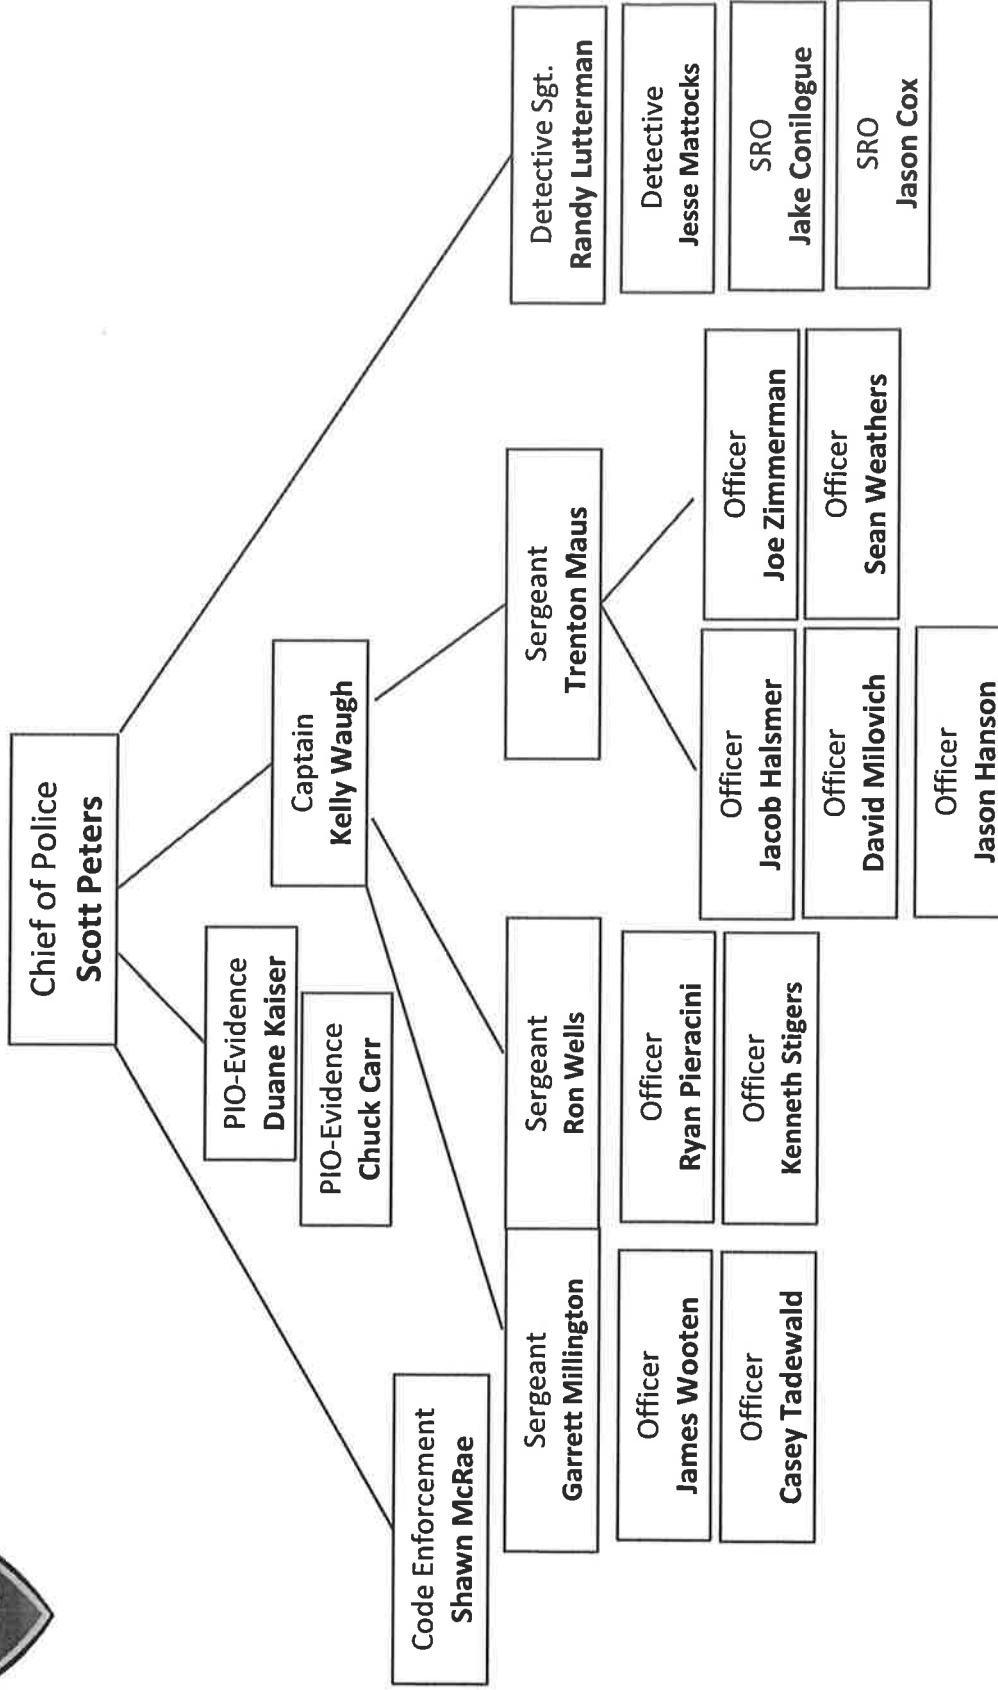 Chief of Police
Scott Peters
PIO-Evidence
Duane Kaiser
PIO-Evidence
Chuck Carr
Captain
Kelly Waugh
Code Enforcement
Shawn McRae
Sergeant
Garrett Millington
Officer
James Wooten
Officer
Casey Tadewald
Sergeant
Ron Wells
Officer
Ryan Pieracini
Officer
Kenneth Stigers
Sergeant
Trenton Maus
Officer
Jacob Halsmer
Officer
David Milovich
Officer
Jason Hanson
Officer
Joe Zimmerman
Officer
Sean Weathers
Detective Sgt.
Randy Lutterman
Detective
Jesse Mattocks
SRO
Jake Conilogue
SRO
Jason Cox